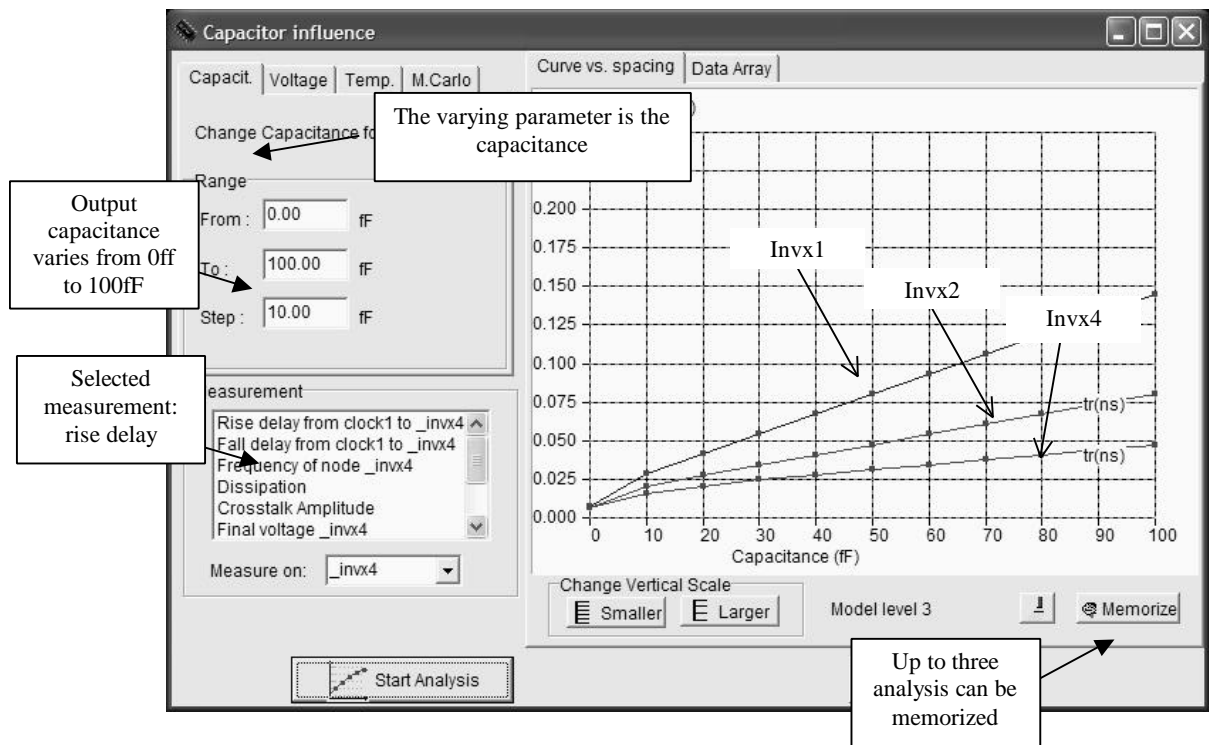 Capacitor influence
Capacit.
Voltage
Temp.
M.Carlo
Change Capacitance fo
The varying parameter is the
capacitance
Range
From :
0.00
fF
To :
100.00
fF
Step :
10.00
fF
Output
capacitance
varies from 0ff
to 100fF
Selected
measurement:
rise delay
easurement
Rise delay from clock1 to _invx4
Fall delay from clock1 to _invx4
Frequency of node _invx4
Dissipation
Crosstalk Amplitude
Final voltage _invx4
Measure on:
_invx4
Start Analysis
Curve vs. spacing
Data Array
)
0.200
0.175
0.150
0.125
0.100
0.075
0.050
0.025
0.000
Invx1
Invx2
Invx4
tr(ns)
tr(ns)
0 10 20 30 40 50 60 70 80 90 100
Capacitance (fF)
Change Vertical Scale
Smaller
Larger
Model level 3
Memorize
Up to three
analysis can be
memorized